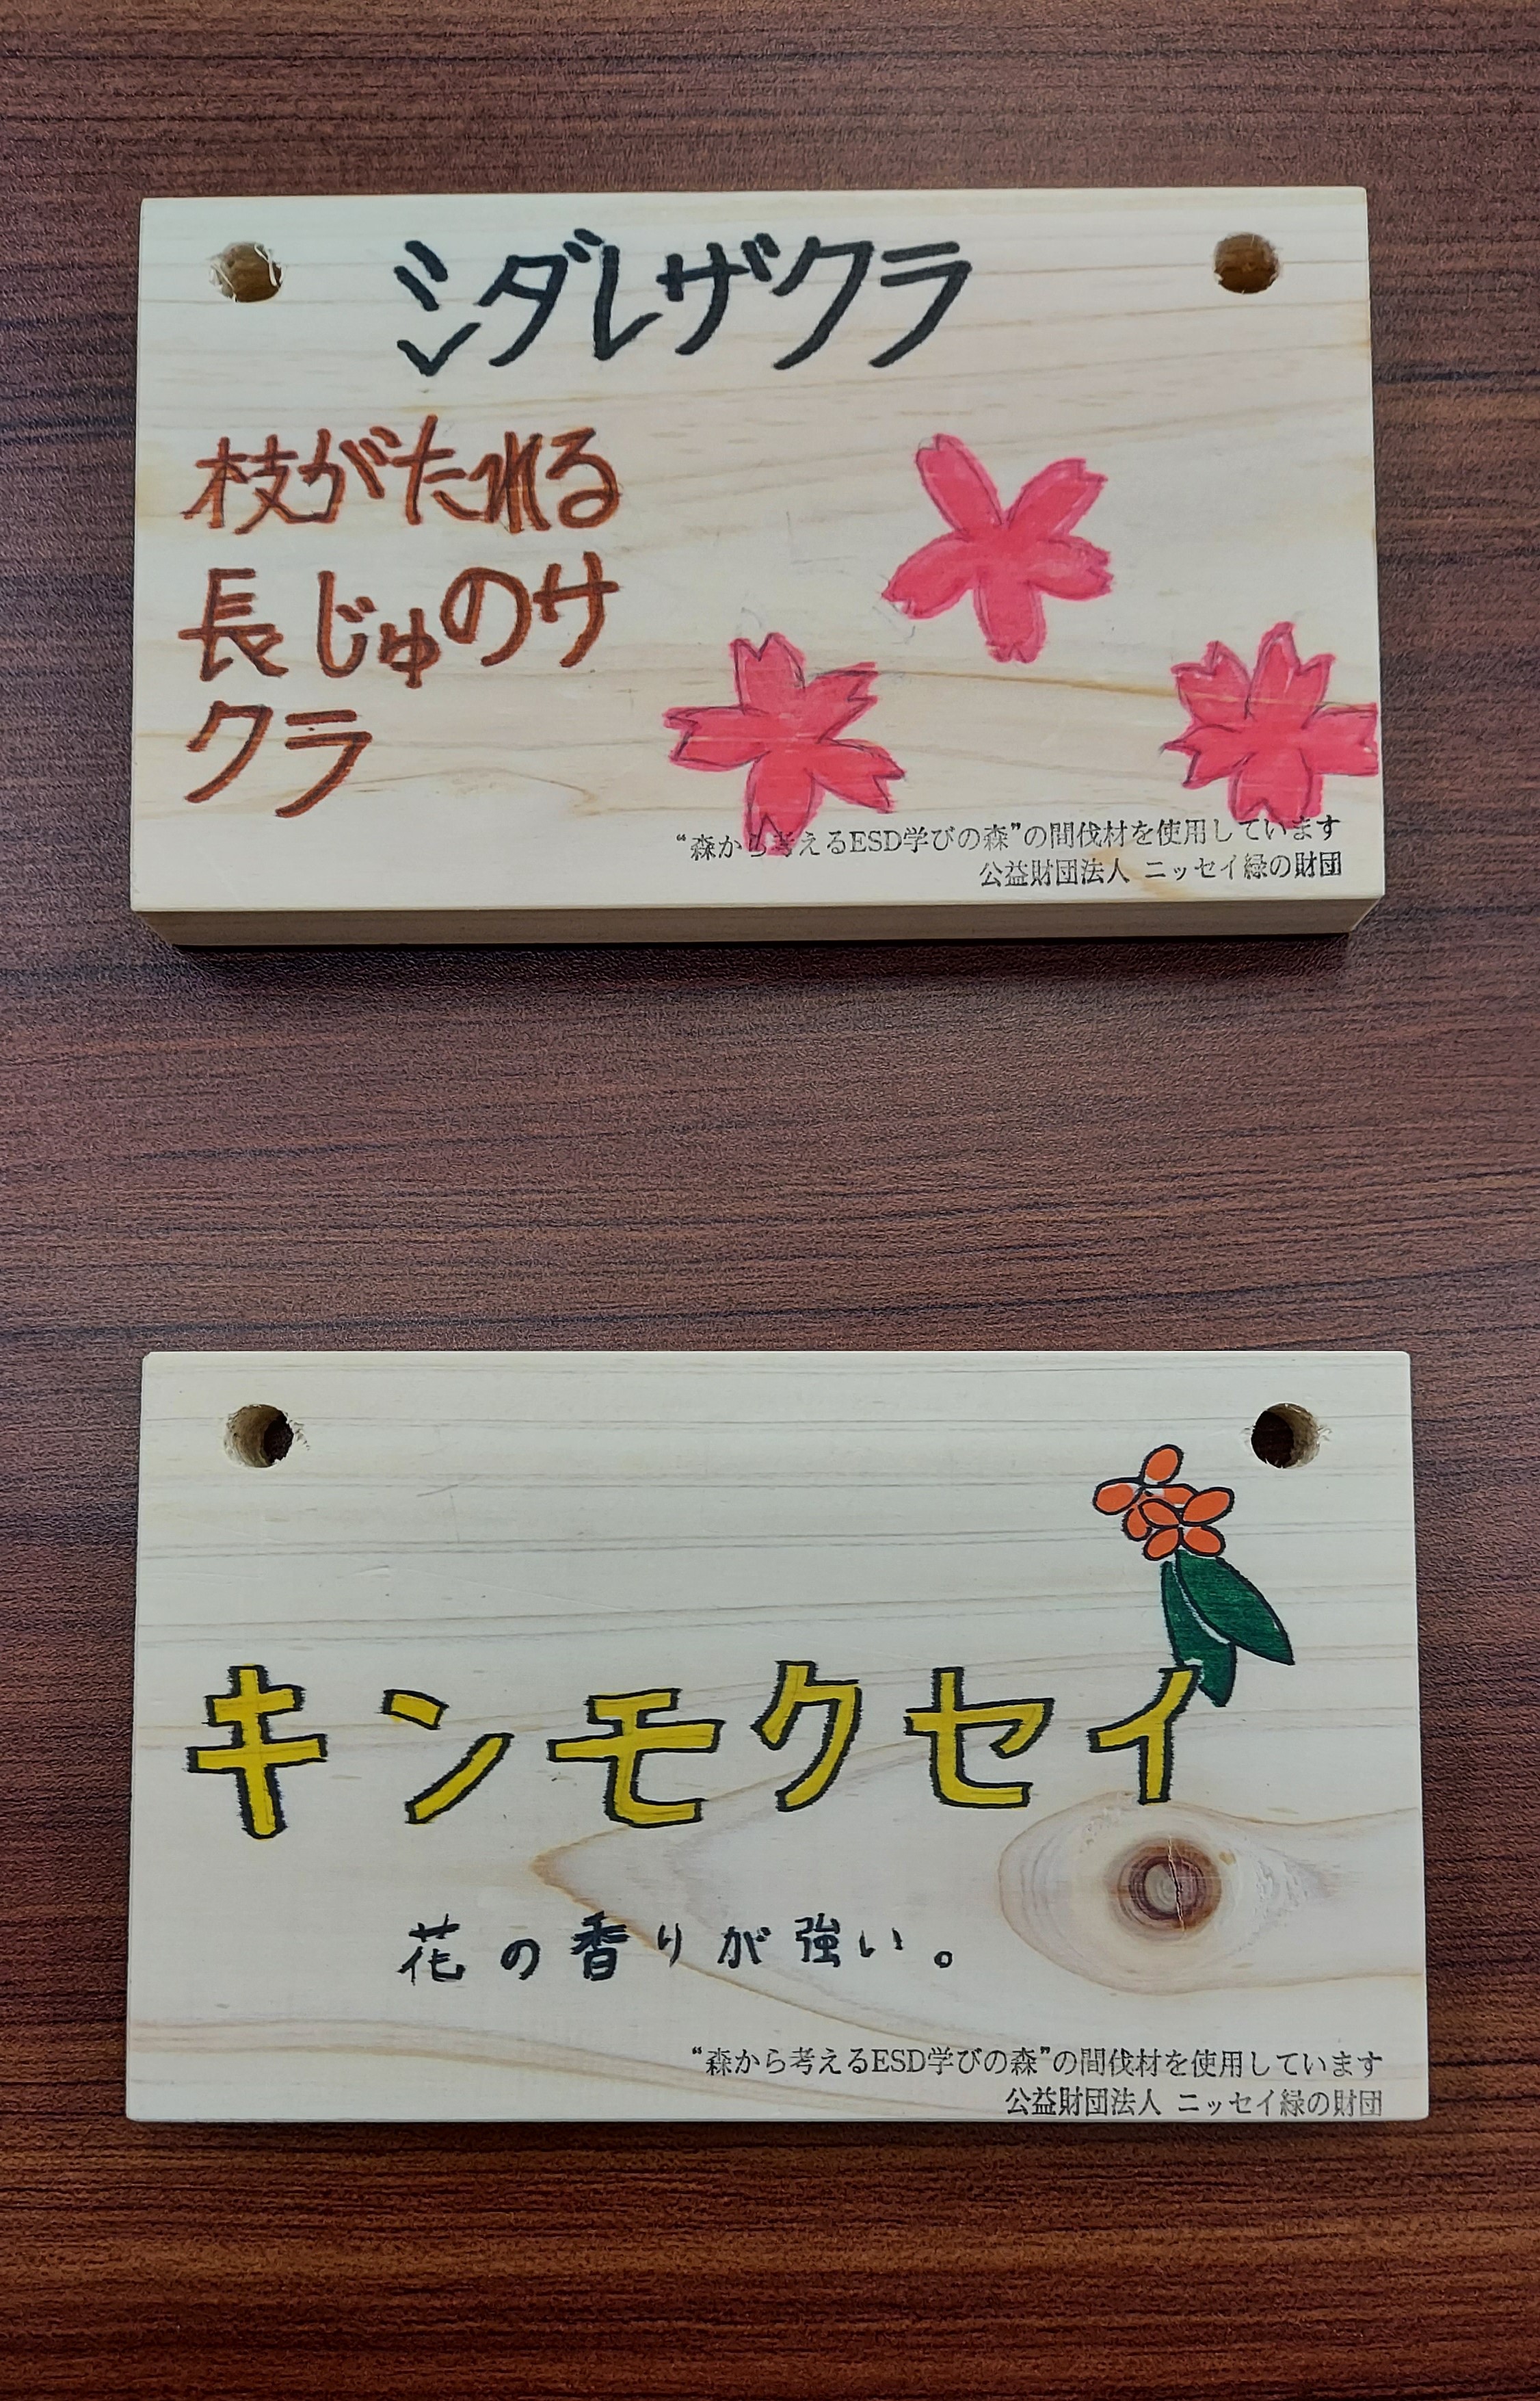 シダレザクラ
枝がたれる
長じゅのサ
クラ
“森から考えるESD学びの森”の間伐材を使用しています
公益財団法人 ニッセイ緑の財団
キンモクセイ
花の香りが強い。
“森から考えるESD学びの森”の間伐材を使用しています
公益財団法人 ニッセイ緑の財団